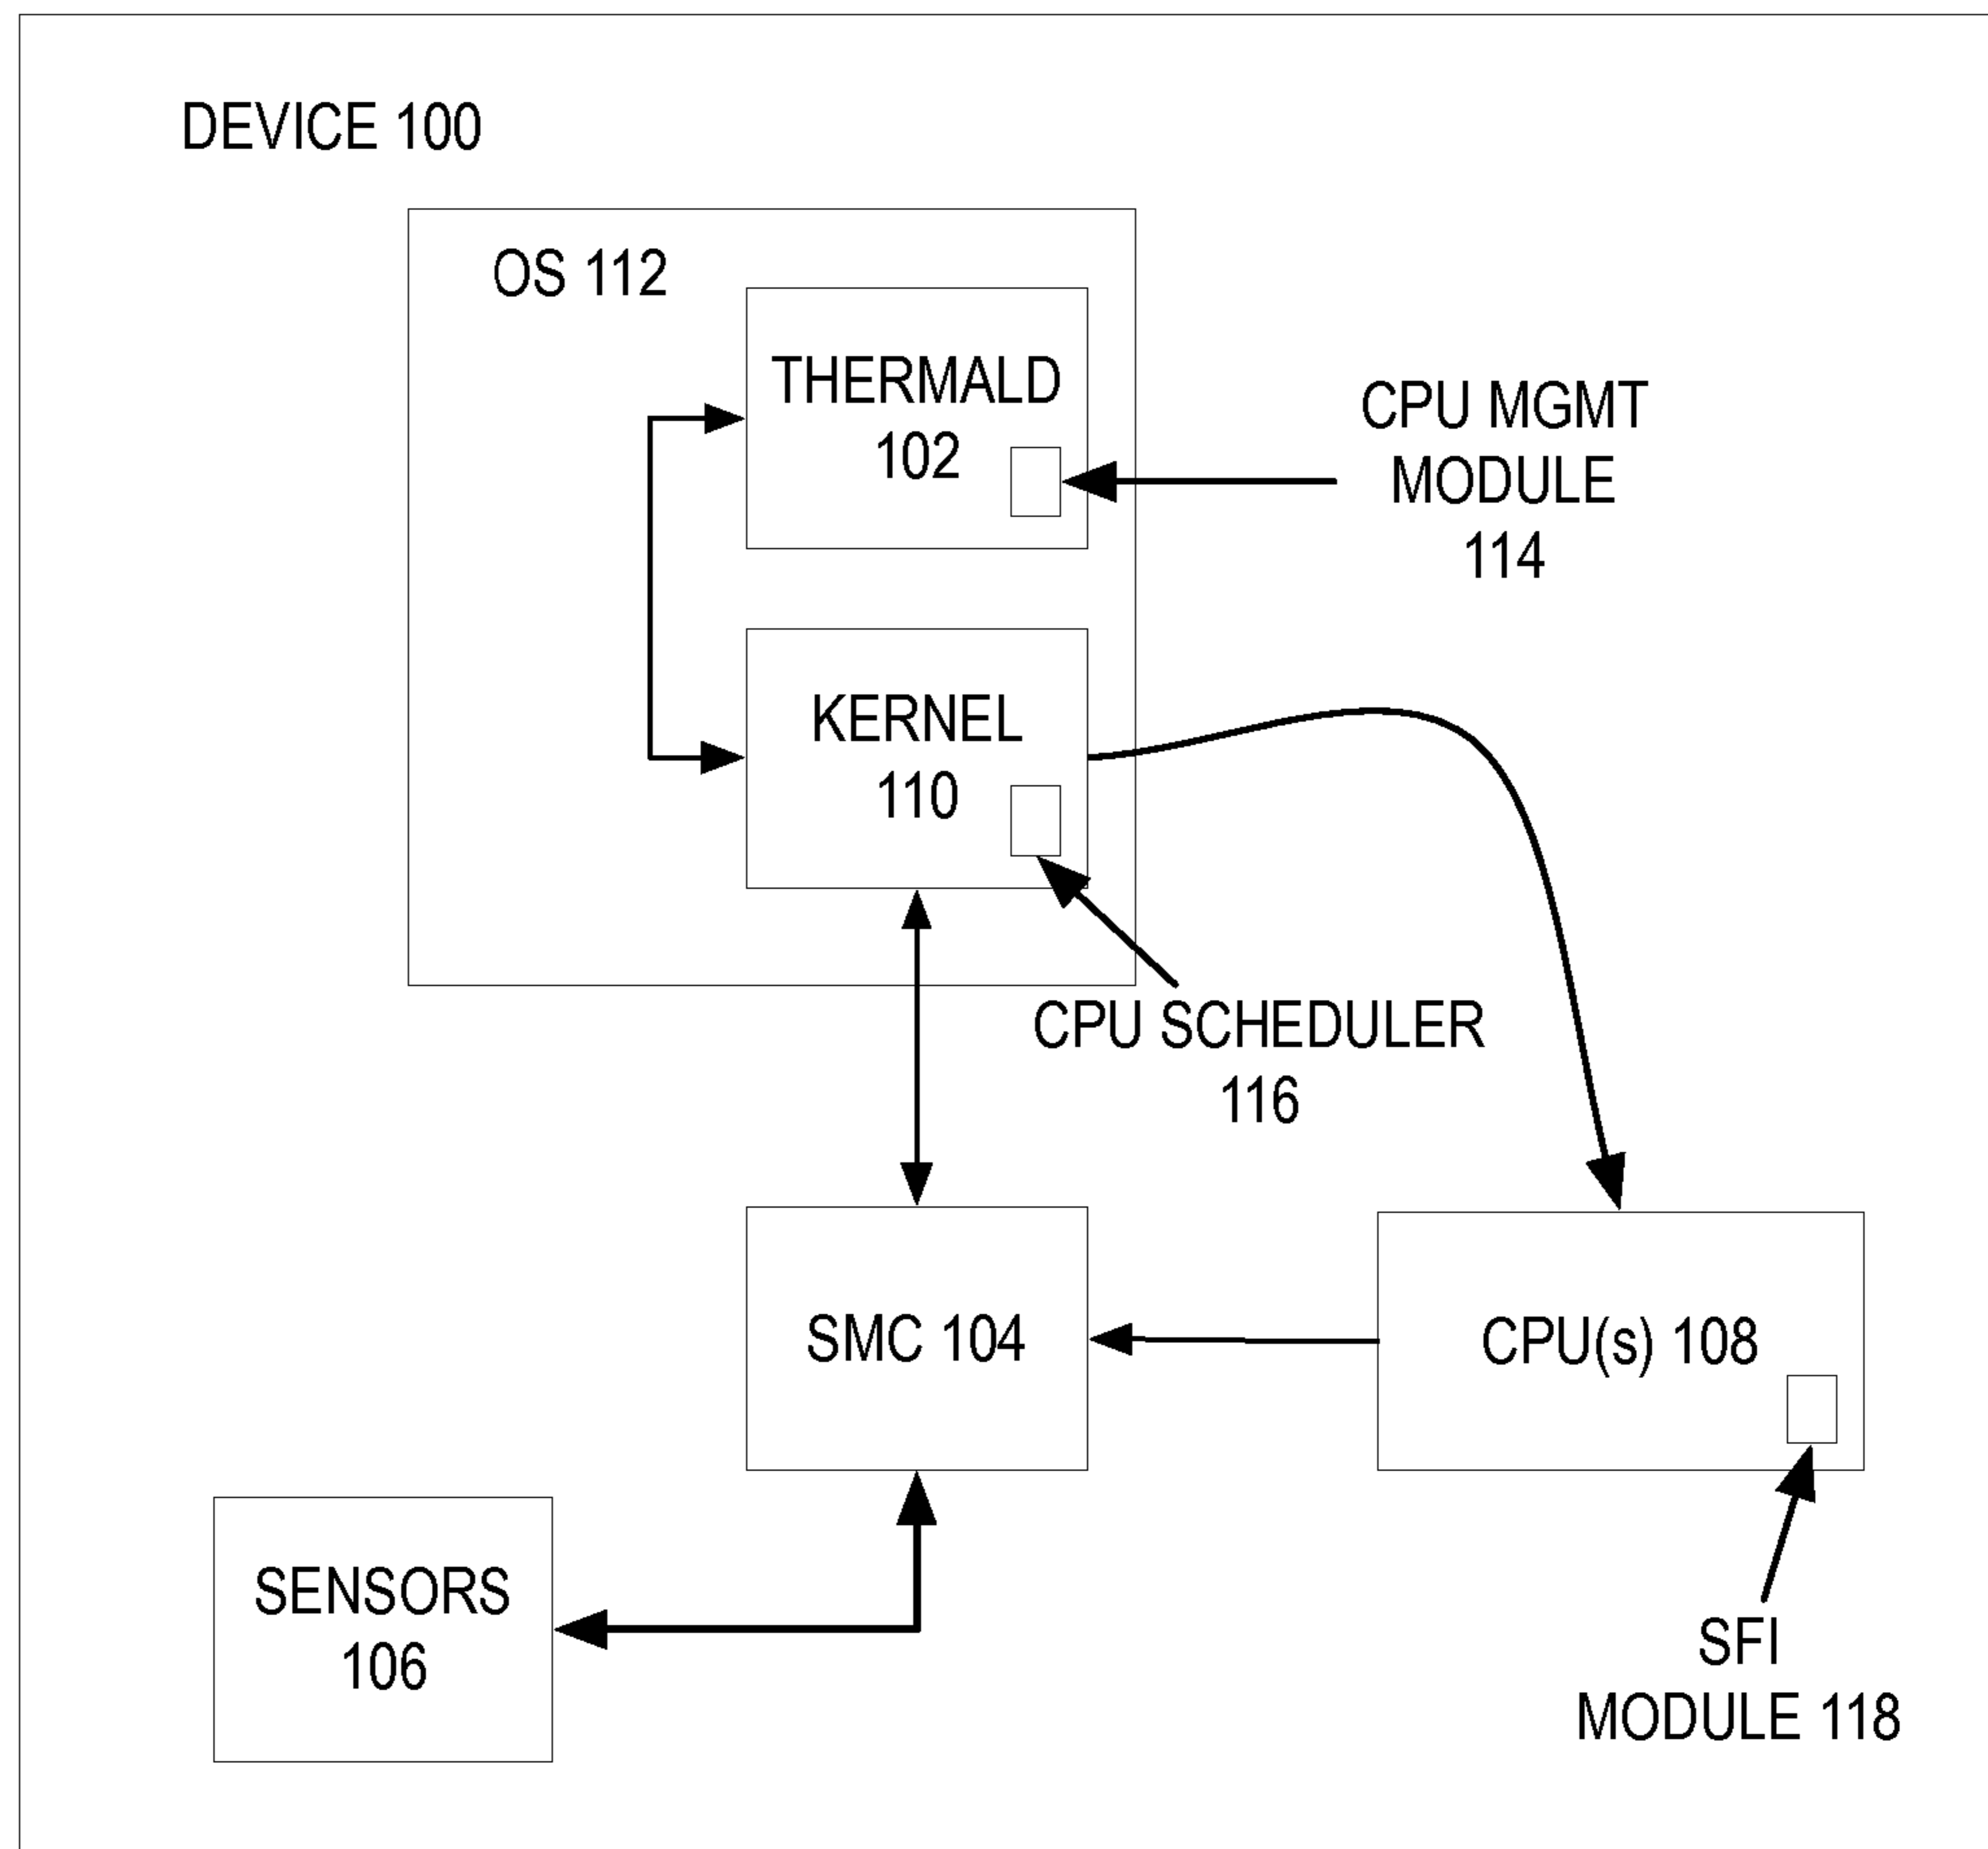 DEVICE 100
OS 112
THERMALD
102
CPU MGMT
MODULE
114
KERNEL
110
CPU SCHEDULER
116
SMC 104
CPU(s) 108
SENSORS
106
SFI
MODULE 118